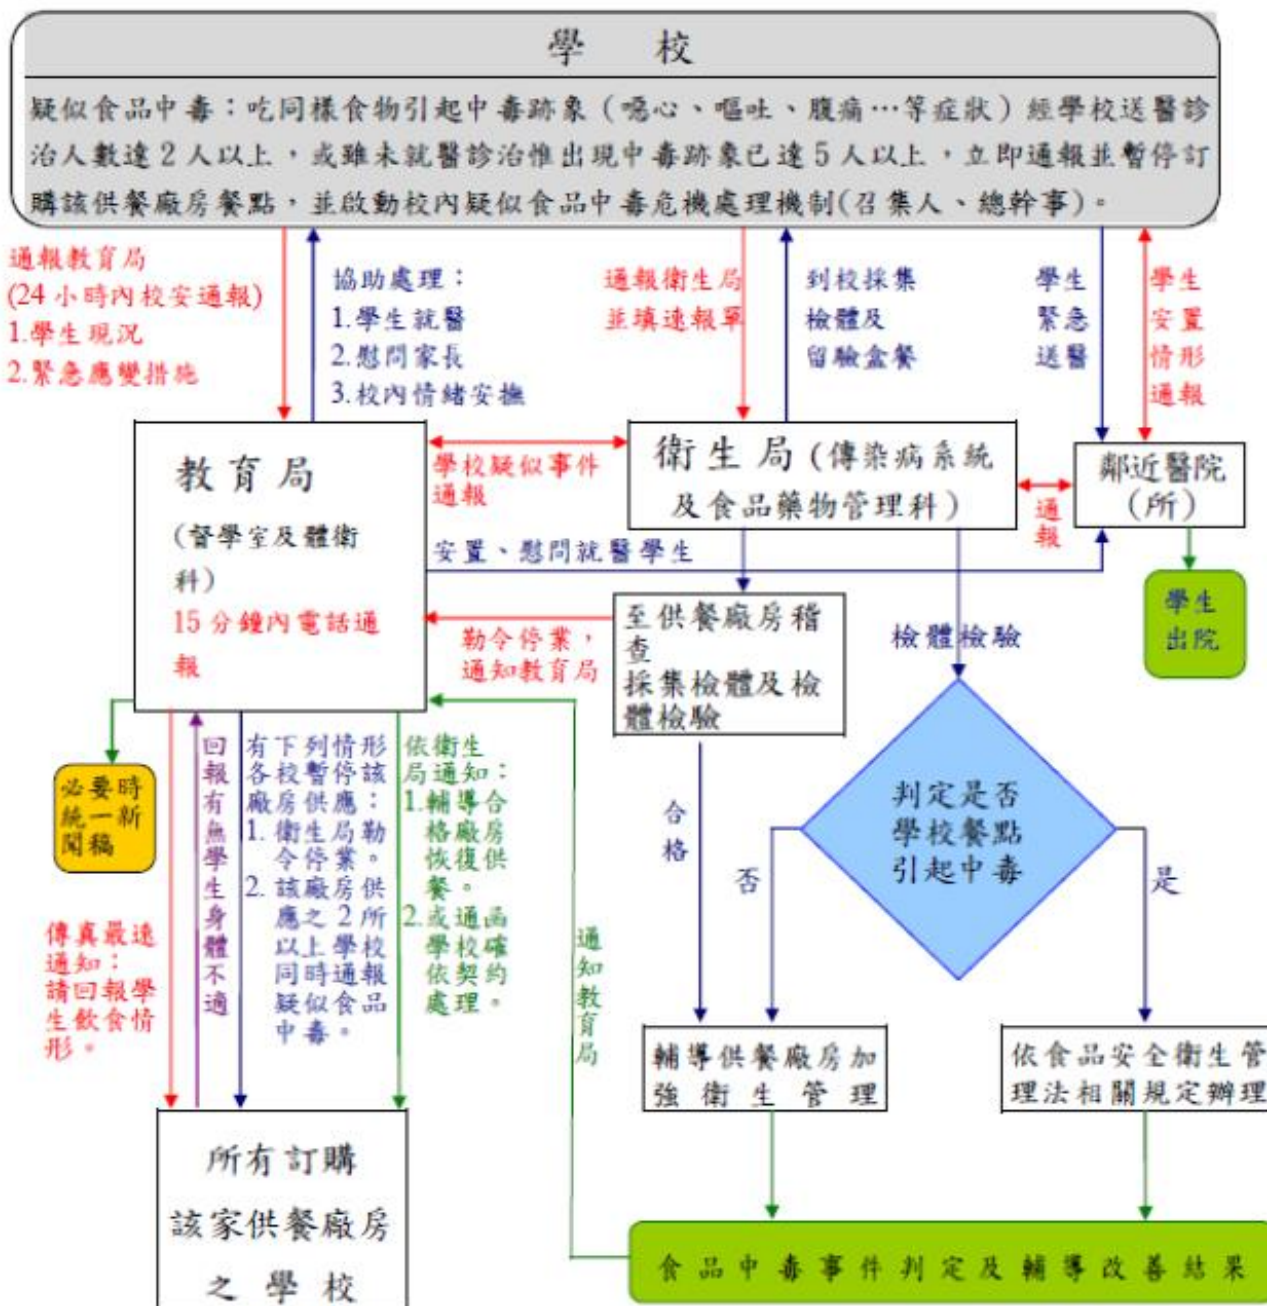 學 校
疑似食品中毒：吃同樣食物引起中毒跡象（噁心、嘔吐、腹痛…等症狀）經學校送醫診
治人數達2人以上，或雖未就醫診治惟出現中毒跡象已達5人以上，立即通報並暫停訂
購該供餐廠房餐點，並啟動校內疑似食品中毒危機處理機制(召集人、總幹事)。
通報教育局
(24小時內校安通報)
1.學生現況
2.緊急應變措施
協助處理：
1.學生就醫
2.慰問家長
3.校內情緒安撫
通報衛生局
並填速報單
到校採集
檢體及
留驗盒餐
學生
緊急
送醫
學生
安置
情形
通報
教育局
(督學室及體衛
科)
15分鐘內電話通
報
學校疑似事件
通報
衛生局(傳染病系統
及食品藥物管理科)
通
報
鄰近醫院
(所)
安置、慰問就醫學生
學生
出院
勒令停業，
通知教育局
至供餐廠房稽
查
採集檢體及檢
體檢驗
檢體檢驗
必要時
統一新
聞稿
回
報
有
無
學
生
身
體
不
適
有下列情形
各校暫停該
廠房供應：
1. 衛生局勒
令停業。
2. 該廠房供
應之2所
以上學校
同時通報
疑似食品
中毒。
依衛生
局通知：
1.輔導合
格廠房
恢復供
餐。
2.或通函
學校確
依契約
處理。
合
格
判定是否
學校餐點
引起中毒
否
是
傳真最速
通知：
請回報學
生飲食情
形。
通
知
教
育
局
輔導供餐廠房加
強衛生管理
依食品安全衛生管
理法相關規定辦理
所有訂購
該家供餐廠房
之學校
食品中毒事件判定及輔導改善結果